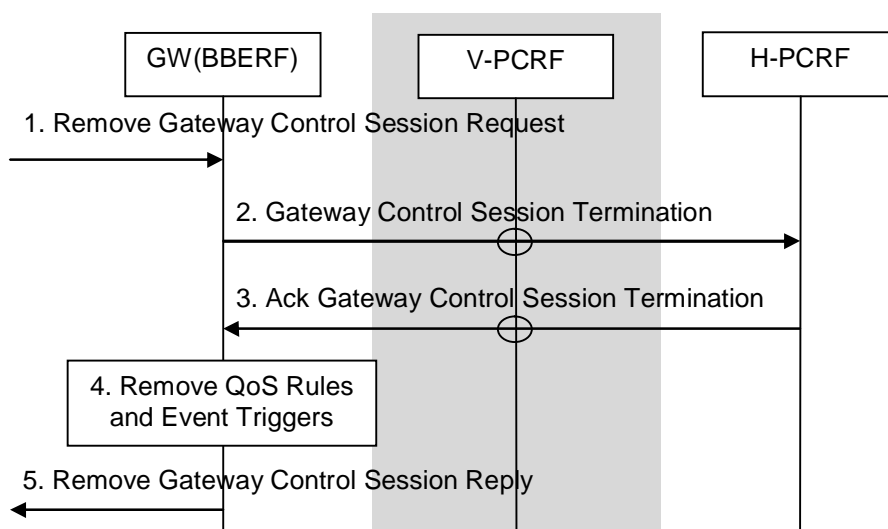 GW(BBERF)
V-PCRF
H-PCRF
1. Remove Gateway Control Session Request
2. Gateway Control Session Termination
3. Ack Gateway Control Session Termination
4. Remove QoS Rules
and Event Triggers
5. Remove Gateway Control Session Reply